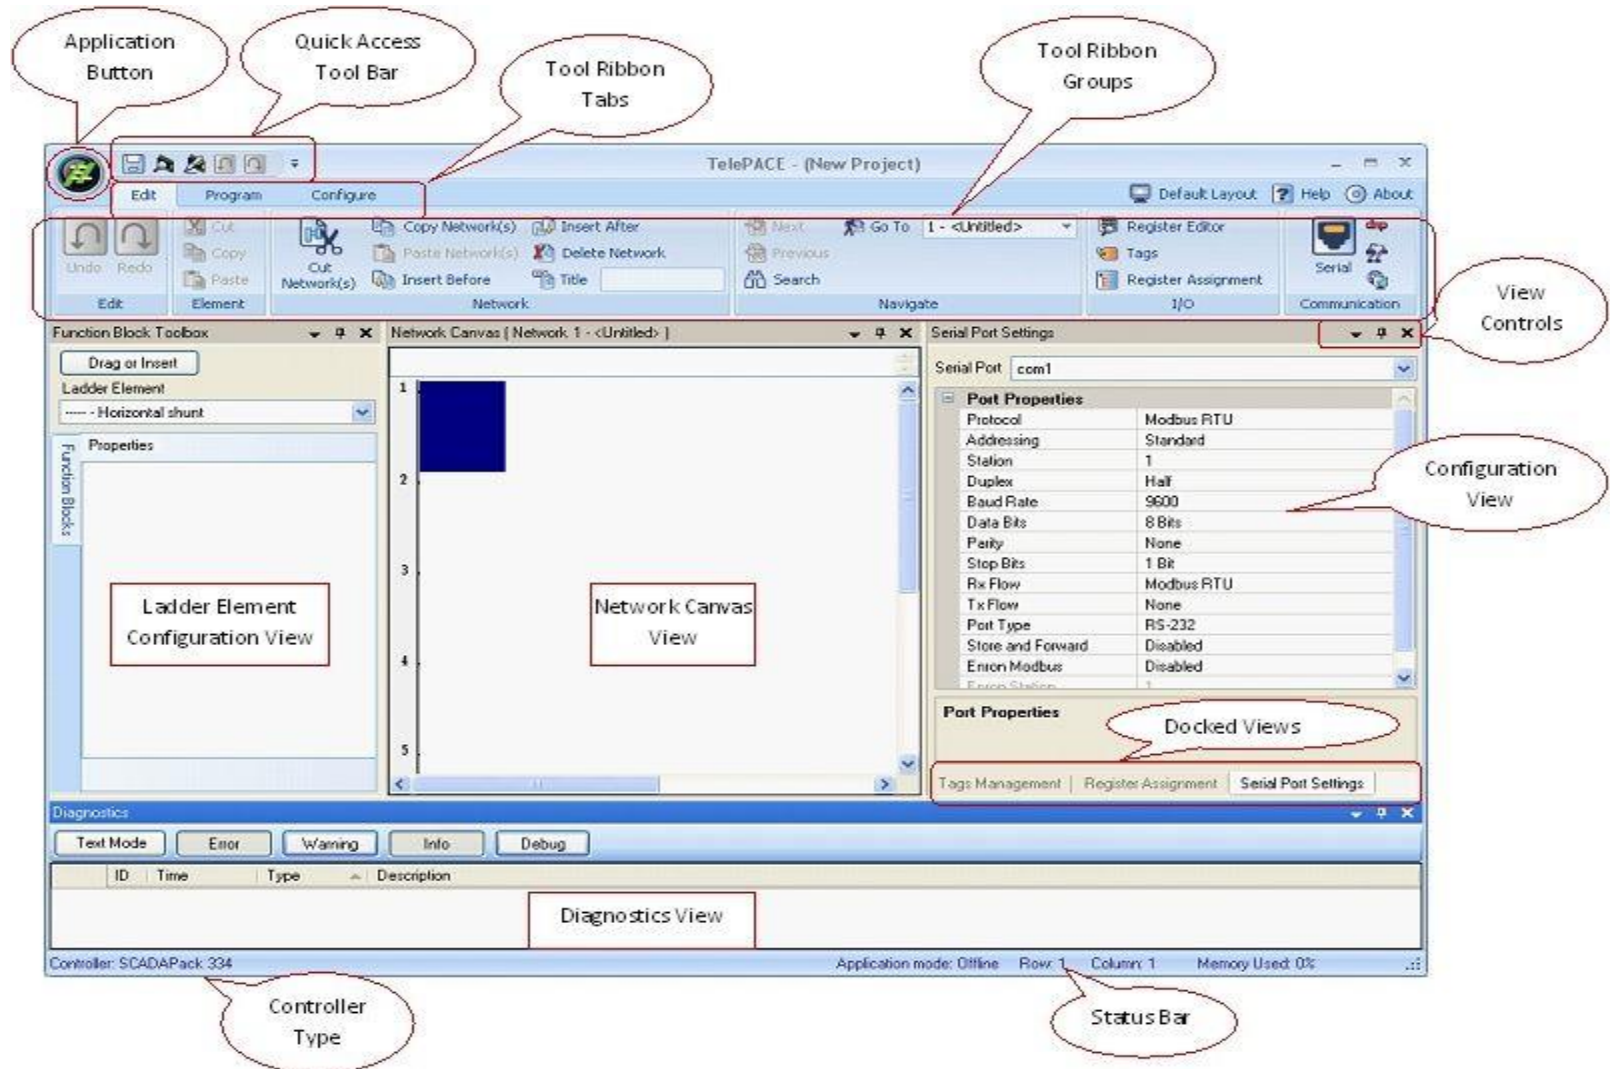 Application
Button
Quick Access
Tool Bar
Tool Ribbon
Tabs
Tool Ribbon
Groups
TelePACE - (New Project)
Edit
Program
Configure
Default Layout
Help
About
Undo
Redo
Edit
Cut
Copy
Paste
Element
Cut
Network(s)
Copy Network(s)
Paste Network(s)
Insert Before
Insert After
Delete Network
Title
Network
Next
Previous
Search
Go To
1 - <Untitled>
Navigate
Register Editor
Tags
Register Assignment
I/O
Serial
Communication
View
Controls
Function Block Toolbox
Drag or Insert
Ladder Element
----- - Horizontal shunt
Function Blocks
Properties
Ladder Element
Configuration View
Network Canvas [ Network 1 - <Untitled> ]
1
2
3
4
5
Network Canvas
View
Serial Port Settings
Serial Port com1
Port Properties
Protocol Modbus RTU
Addressing Standard
Station 1
Duplex Half
Baud Rate 9600
Data Bits 8 Bits
Parity None
Stop Bits 1 Bit
Rx Flow Modbus RTU
Tx Flow None
Port Type RS-232
Store and Forward Disabled
Enron Modbus Disabled
Enron Station 1
Configuration
View
Port Properties
Docked Views
Tags Management
Register Assignment
Serial Port Settings
Diagnostics
Text Mode
Error
Warning
Info
Debug
ID Time Type Description
Diagnostics View
Controller: SCADAPack 334
Application mode: Offline Row: 1 Column: 1 Memory Used: 0%
Controller
Type
Status Bar